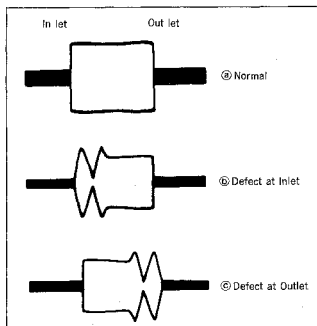 In let Out let
ⓐ Normal
ⓑ Defect at Inlet
ⓒ Defect at Outlet